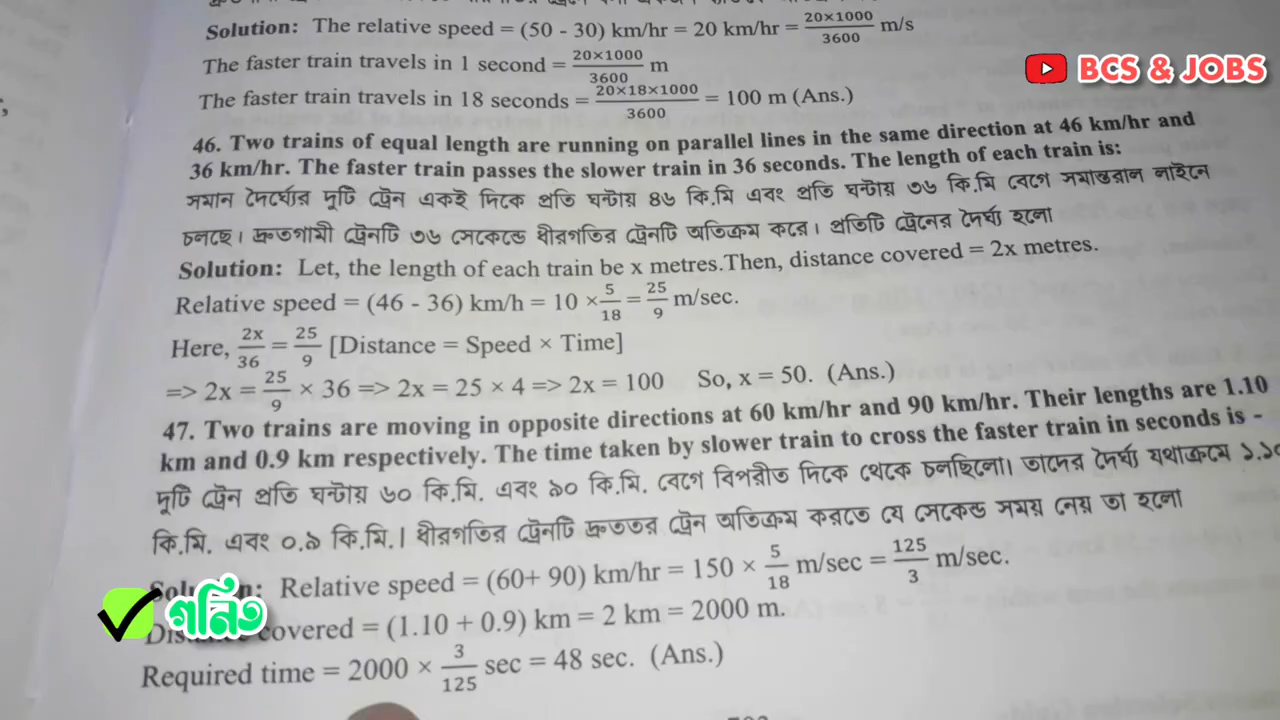 Solution: The relative speed = (50 - 30) km/hr = 20 km/hr = 20×1000/3600 m/s
The faster train travels in 1 second = 20×1000/3600 m
The faster train travels in 18 seconds = 20×18×1000/3600 = 100 m (Ans.)
BCS & JOBS
46. Two trains of equal length are running on parallel lines in the same direction at 46 km/hr and
36 km/hr. The faster train passes the slower train in 36 seconds. The length of each train is:
সমান দৈর্ঘ্যের দুটি ট্রেন একই দিকে প্রতি ঘন্টায় ৪৬ কি.মি এবং প্রতি ঘন্টায় ৩৬ কি.মি বেগে সমান্তরাল লাইনে
চলছে। দ্রুতগামী ট্রেনটি ৩৬ সেকেন্ডে ধীরগতির ট্রেনটি অতিক্রম করে। প্রতিটি ট্রেনের দৈর্ঘ্য হলো
Solution: Let, the length of each train be x metres.Then, distance covered = 2x metres.
Relative speed = (46 - 36) km/h = 10 × 5/18 = 25/9 m/sec.
Here, 2x/36 = 25/9 [Distance = Speed × Time]
=> 2x = 25/9 × 36 => 2x = 25 × 4 => 2x = 100 So, x = 50. (Ans.)
47. Two trains are moving in opposite directions at 60 km/hr and 90 km/hr. Their lengths are 1.10
km and 0.9 km respectively. The time taken by slower train to cross the faster train in seconds is -
দুটি ট্রেন প্রতি ঘন্টায় ৬০ কি.মি. এবং ৯০ কি.মি. বেগে বিপরীত দিকে থেকে চলছিলো। তাদের দৈর্ঘ্য যথাক্রমে ১.১০
কি.মি. এবং ০.৯ কি.মি.। ধীরগতির ট্রেনটি দ্রুততর ট্রেন অতিক্রম করতে যে সেকেন্ড সময় নেয় তা হলো
Solution: Relative speed = (60+ 90) km/hr = 150 × 5/18 m/sec = 125/3 m/sec.
গনিত
Distance covered = (1.10 + 0.9) km = 2 km = 2000 m.
Required time = 2000 × 3/125 sec = 48 sec. (Ans.)